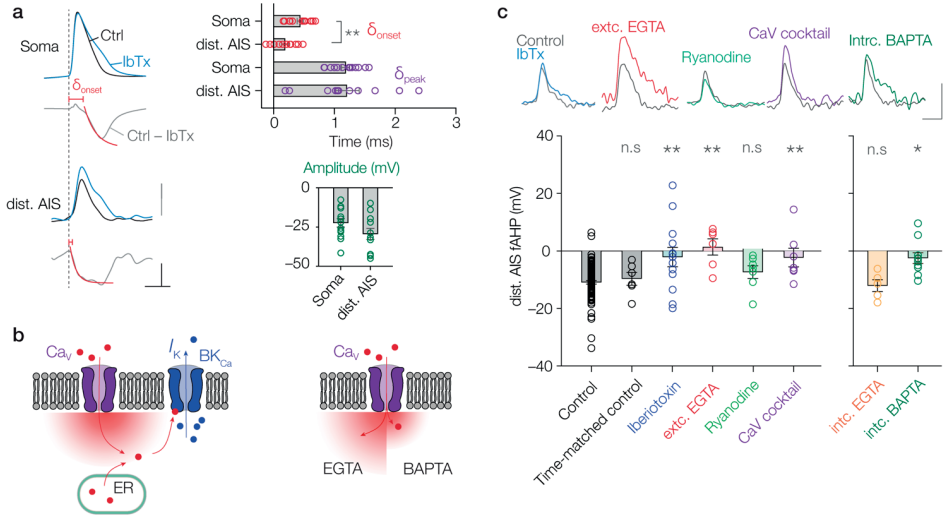 a
Soma
Ctrl
IbTx
δonset
Ctrl – IbTx
dist. AIS
Soma
dist. AIS
Soma
dist. AIS
**
δonset
δpeak
0
1
2
3
Time (ms)
Amplitude (mV)
0
−25
−50
Soma
dist. AIS
b
CaV
IK
BKCa
ER
CaV
EGTA
BAPTA
c
Control
IbTx
extc. EGTA
Ryanodine
CaV cocktail
Intrc. BAPTA
dist. AIS fAHP (mV)
40
20
0
−20
−40
n.s
**
**
n.s
**
n.s
*
Control
Time-matched control
Iberiotoxin
extc. EGTA
Ryanodine
CaV cocktail
intc. EGTA
intc. BAPTA